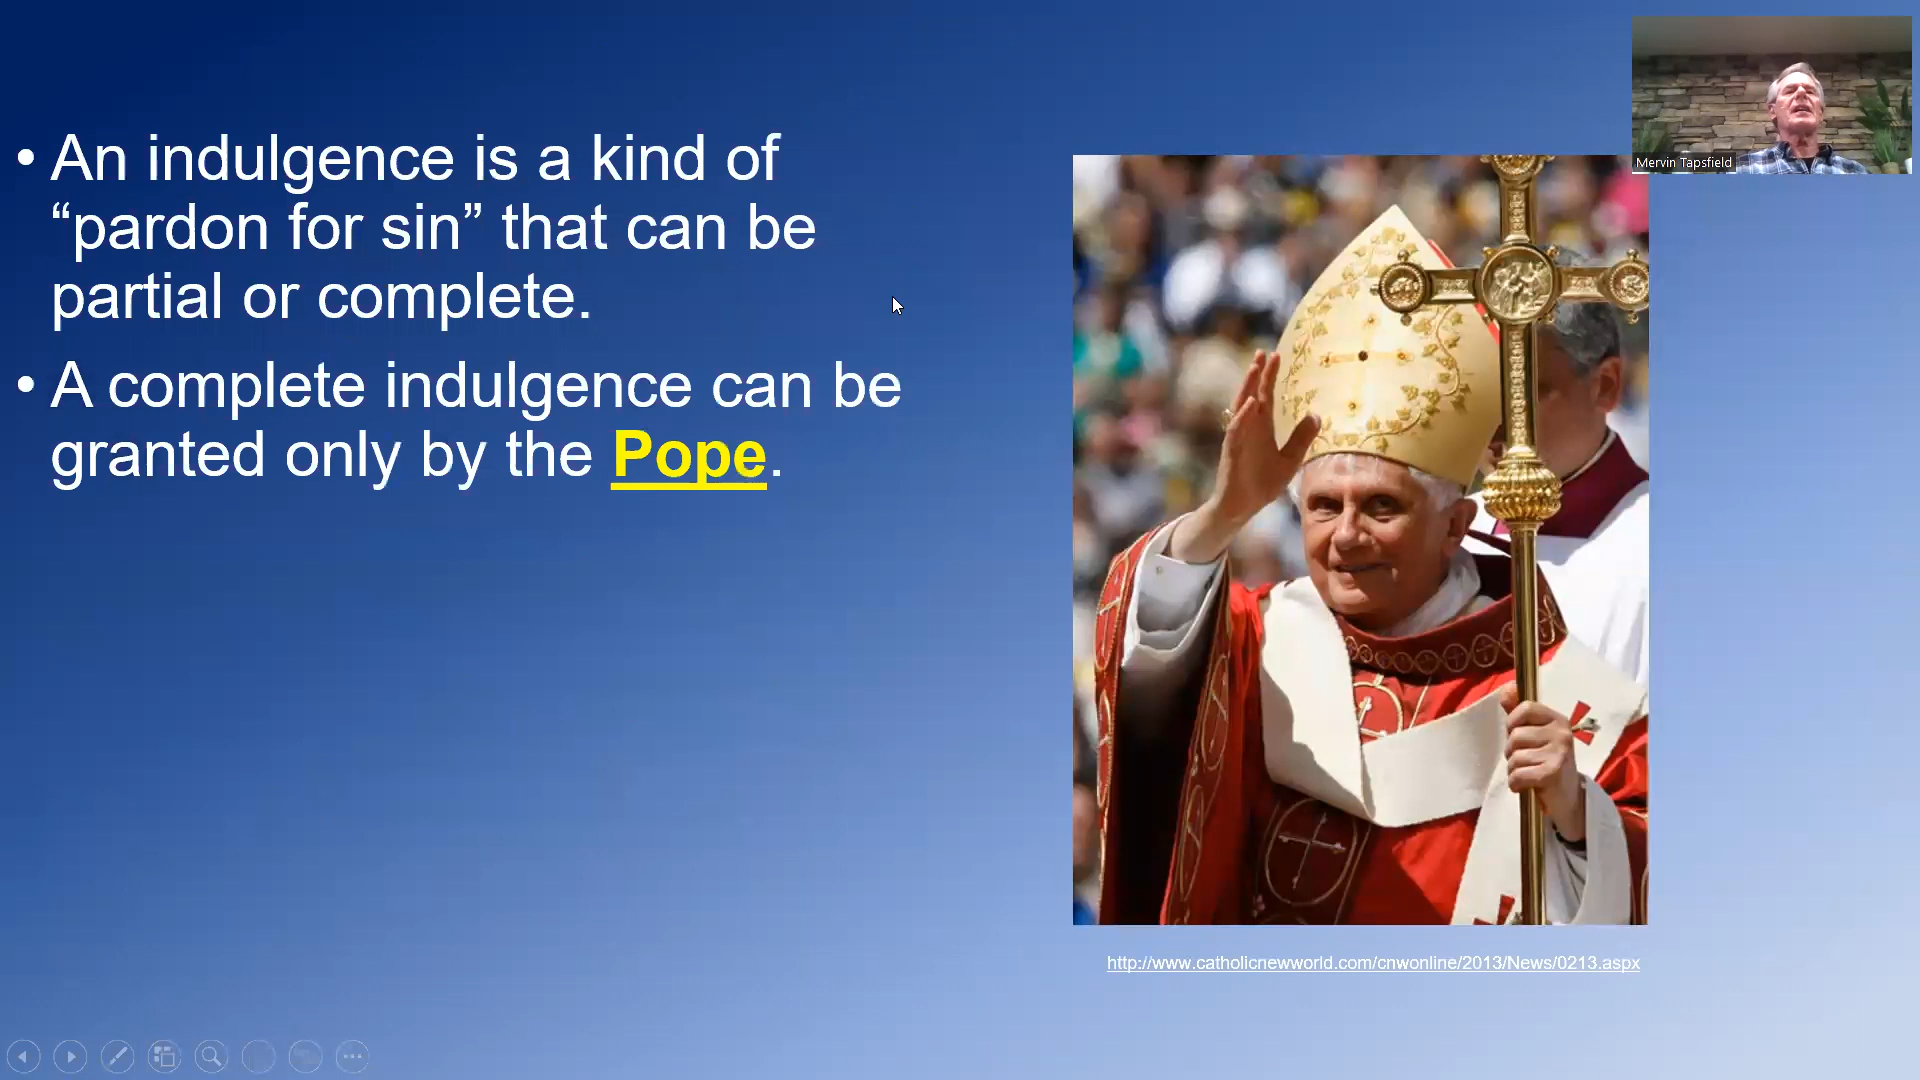 • An indulgence is a kind of
“pardon for sin” that can be
partial or complete.
• A complete indulgence can be
granted only by the Pope.
Mervin Tapsfield
http://www.catholicnewworld.com/cnwonline/2013/News/0213.aspx